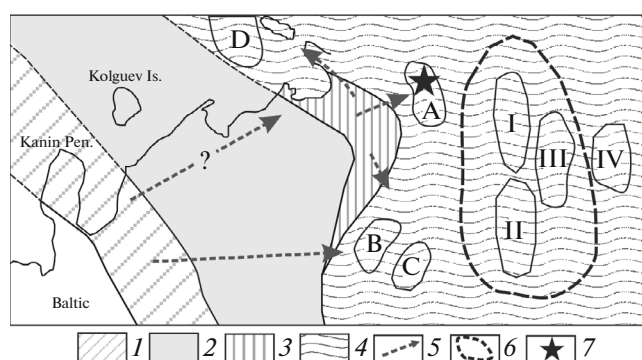 D
Kolguev Is.
A
I
Kanin Pen.
III
IV
?
II
B
C
Baltic
1 2 3 4 5 6 7